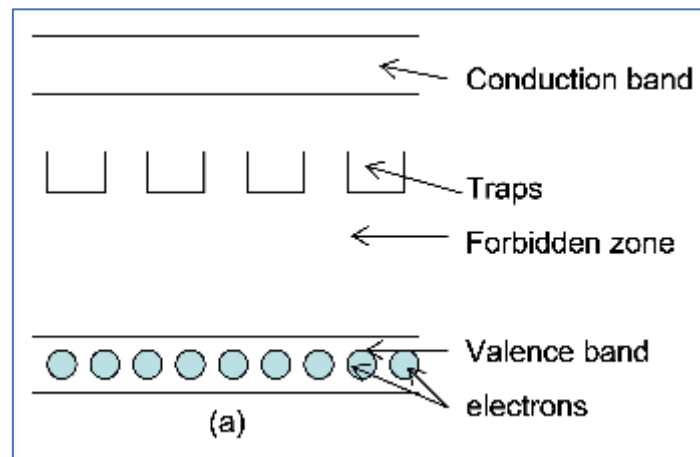 Conduction band
Traps
Forbidden zone
Valence band
electrons
(a)